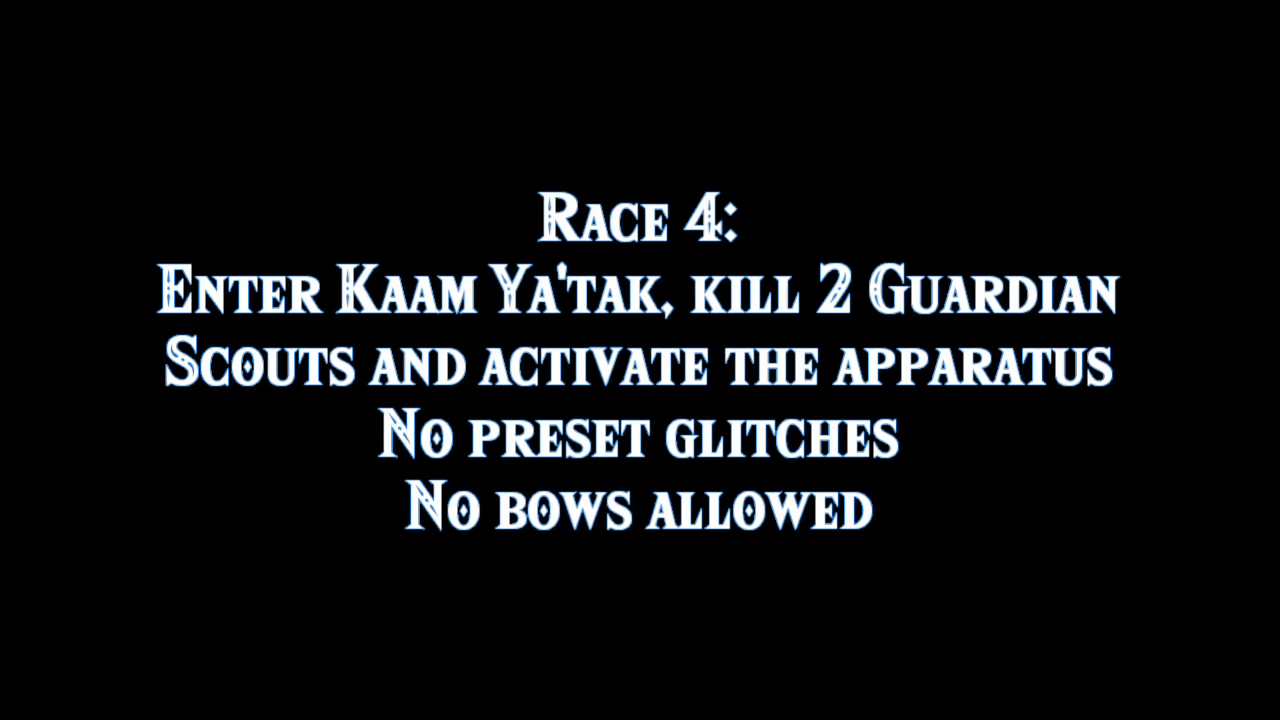 Race 4:
Enter Kaam Ya'tak, kill 2 Guardian
Scouts and activate the apparatus
No preset glitches
No bows allowed